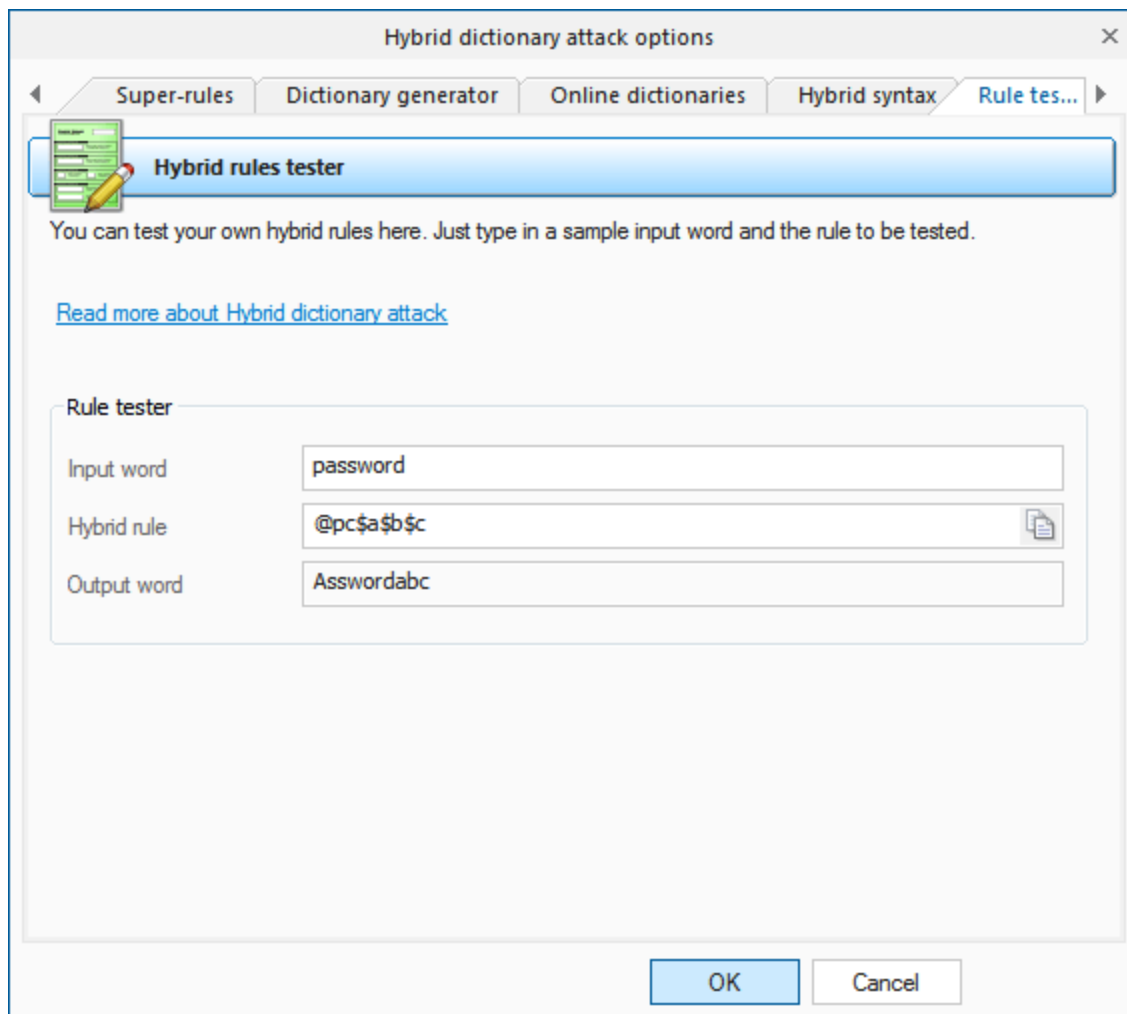 Hybrid dictionary attack options
Super-rules Dictionary generator Online dictionaries Hybrid syntax Rule tes...
Hybrid rules tester
You can test your own hybrid rules here. Just type in a sample input word and the rule to be tested.
Read more about Hybrid dictionary attack
Rule tester
Input word password
Hybrid rule @pc$a$b$c
Output word Asswordabc
OK Cancel